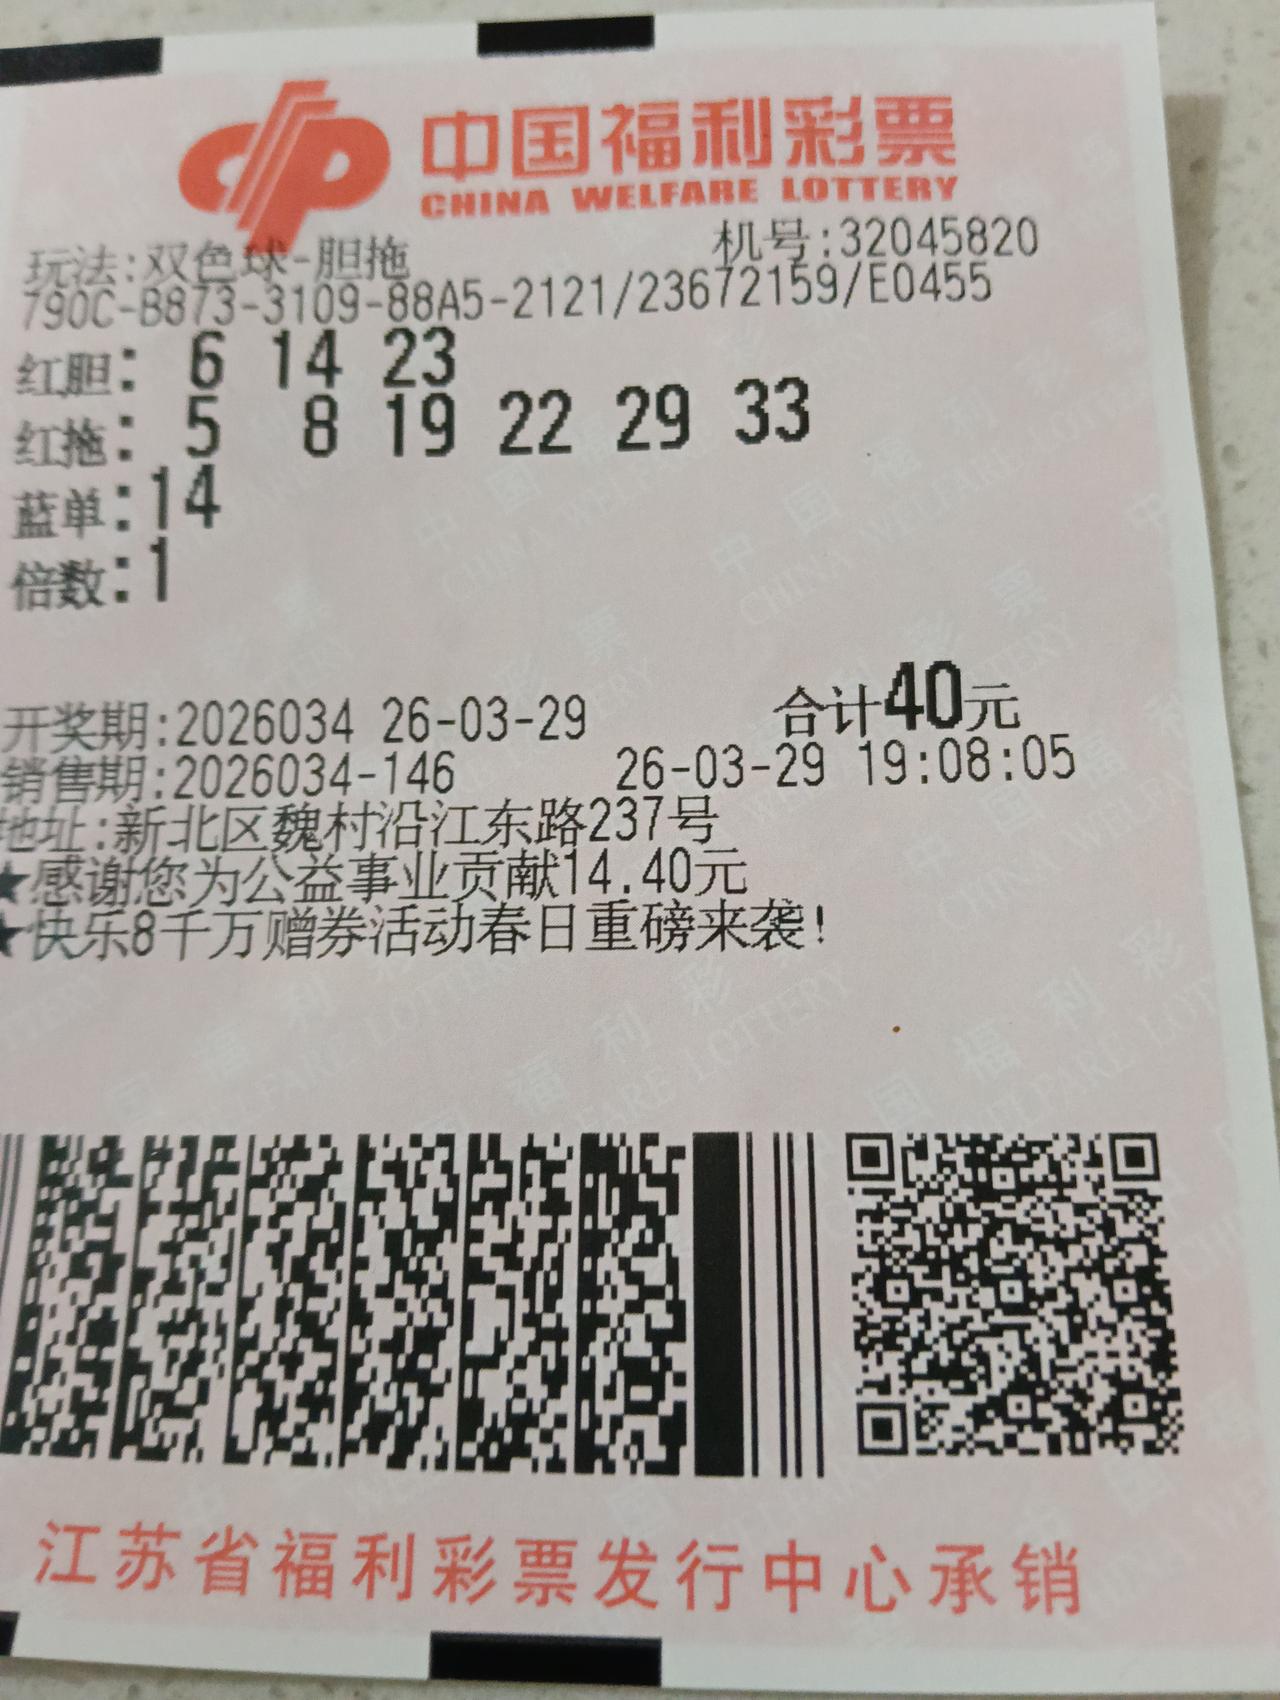 中国福利彩票
CHINA WELFARE LOTTERY
玩法:双色球-胆拖 机号:32045820
790C-B873-3109-88A5-2121/23672159/E0455
红胆: 6 14 23
红拖: 5 8 19 22 29 33
蓝单:14
倍数:1
开奖期:2026034 26-03-29 合计40元
销售期:2026034-146 26-03-29 19:08:05
地址:新北区魏村沿江东路237号
★感谢您为公益事业贡献14.40元
★快乐8千万赠券活动春日重磅来袭!
江苏省福利彩票发行中心承销